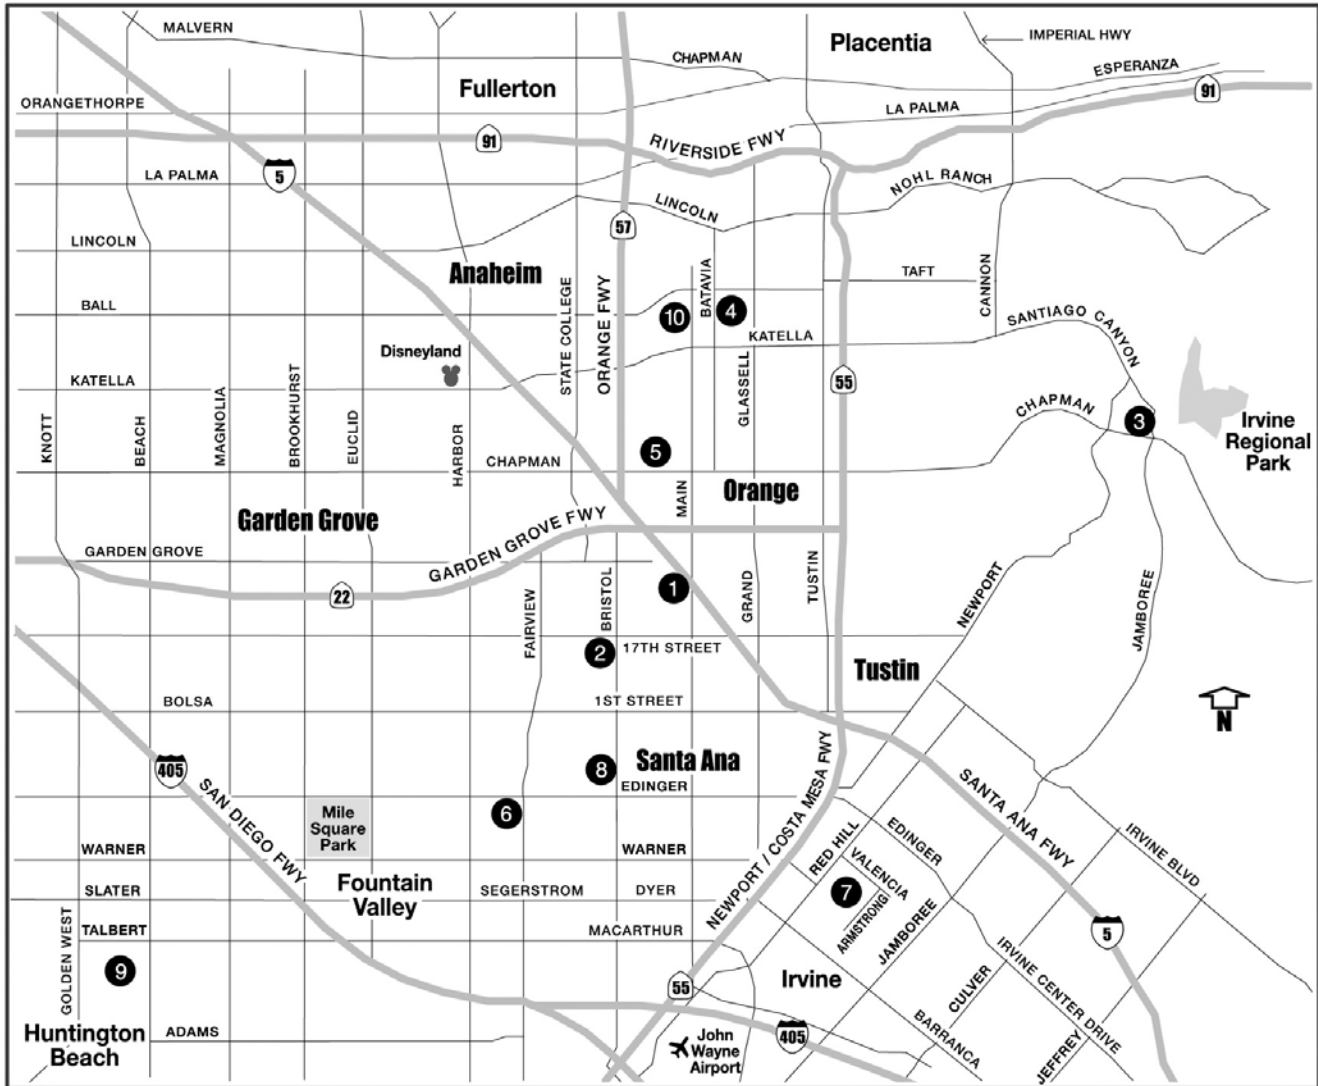 MALVERN
CHAPMAN
Placentia
IMPERIAL HWY
ESPERANZA
Fullerton
ORANGETHORPE
LA PALMA
91
91
RIVERSIDE FWY
5
LA PALMA
NOHL RANCH
LINCOLN
57
LINCOLN
Anaheim
STATE COLLEGE
ORANGE FWY
BATAVIA
TAFT
CANNON
BALL
10
4
SANTIAGO CANYON
KATELLA
Disneyland
KATELLA
GLASSELL
55
KNOTT
BEACH
MAGNOLIA
BROOKHURST
EUCLID
HARBOR
CHAPMAN
3
Irvine
Regional
Park
CHAPMAN
5
MAIN
Orange
Garden Grove
GARDEN GROVE FWY
GARDEN GROVE
22
1
FAIRVIEW
BRISTOL
GRAND
TUSTIN
NEWPORT
JAMBOREE
2
17TH STREET
Tustin
BOLSA
1ST STREET
N
405
SAN DIEGO FWY
8
Santa Ana
EDINGER
NEWPORT / COSTA MESA FWY
SANTA ANA FWY
Mile
Square
Park
6
RED HILL
EDINGER
IRVINE BLVD
WARNER
WARNER
VALENCIA
SLATER
Fountain
Valley
SEGERSTROM
DYER
7
ARMSTRONG
JAMBOREE
5
GOLDEN WEST
TALBERT
MACARTHUR
9
55
Irvine
CULVER
IRVINE CENTER DRIVE
Huntington
Beach
ADAMS
John
Wayne
Airport
405
BARRANCA
JEFFREY